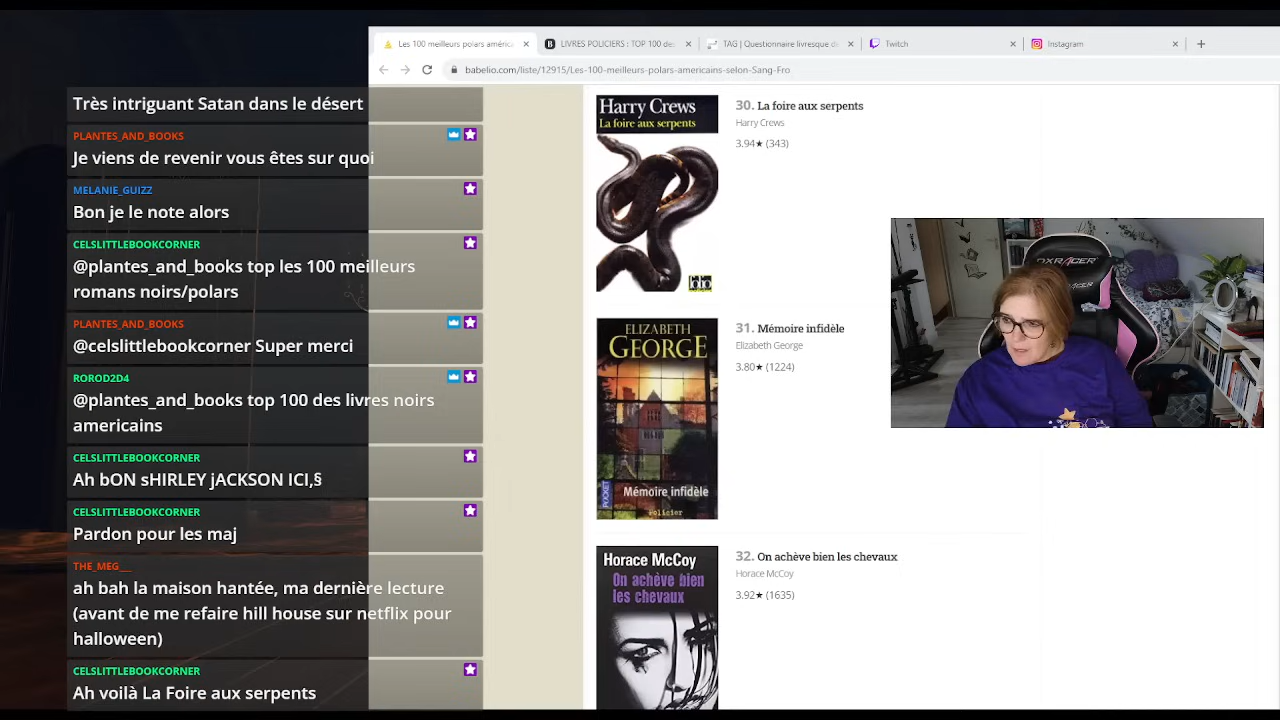 Les 100 meilleurs polars américa
LIVRES POLICIERS : TOP 100 des
TAG | Questionnaire livresque d
Twitch
Instagram
babelio.com/liste/12915/Les-100-meilleurs-polars-americains-selon-Sang-Fro
Très intriguant Satan dans le désert
PLANTES_AND_BOOKS
Je viens de revenir vous êtes sur quoi
MELANIE_GUIZZ
Bon je le note alors
CELSLITTLEBOOKCORNER
@plantes_and_books top les 100 meilleurs
romans noirs/polars
PLANTES_AND_BOOKS
@celslittlebookcorner Super merci
ROROD2D4
@plantes_and_books top 100 des livres noirs
americains
CELSLITTLEBOOKCORNER
Ah bON sHIRLEY jACKSON ICI,§
CELSLITTLEBOOKCORNER
Pardon pour les maj
THE_MEG__
ah bah la maison hantée, ma dernière lecture
(avant de me refaire hill house sur netflix pour
halloween)
CELSLITTLEBOOKCORNER
Ah voilà La Foire aux serpents
Harry Crews
La foire aux serpents
folio
30. La foire aux serpents
Harry Crews
3.94★ (343)
ELIZABETH
GEORGE
POCKET
Mémoire infidèle
Policier
31. Mémoire infidèle
Elizabeth George
3.80★ (1224)
Horace McCoy
On achève bien
les chevaux
32. On achève bien les chevaux
Horace McCoy
3.92★ (1635)